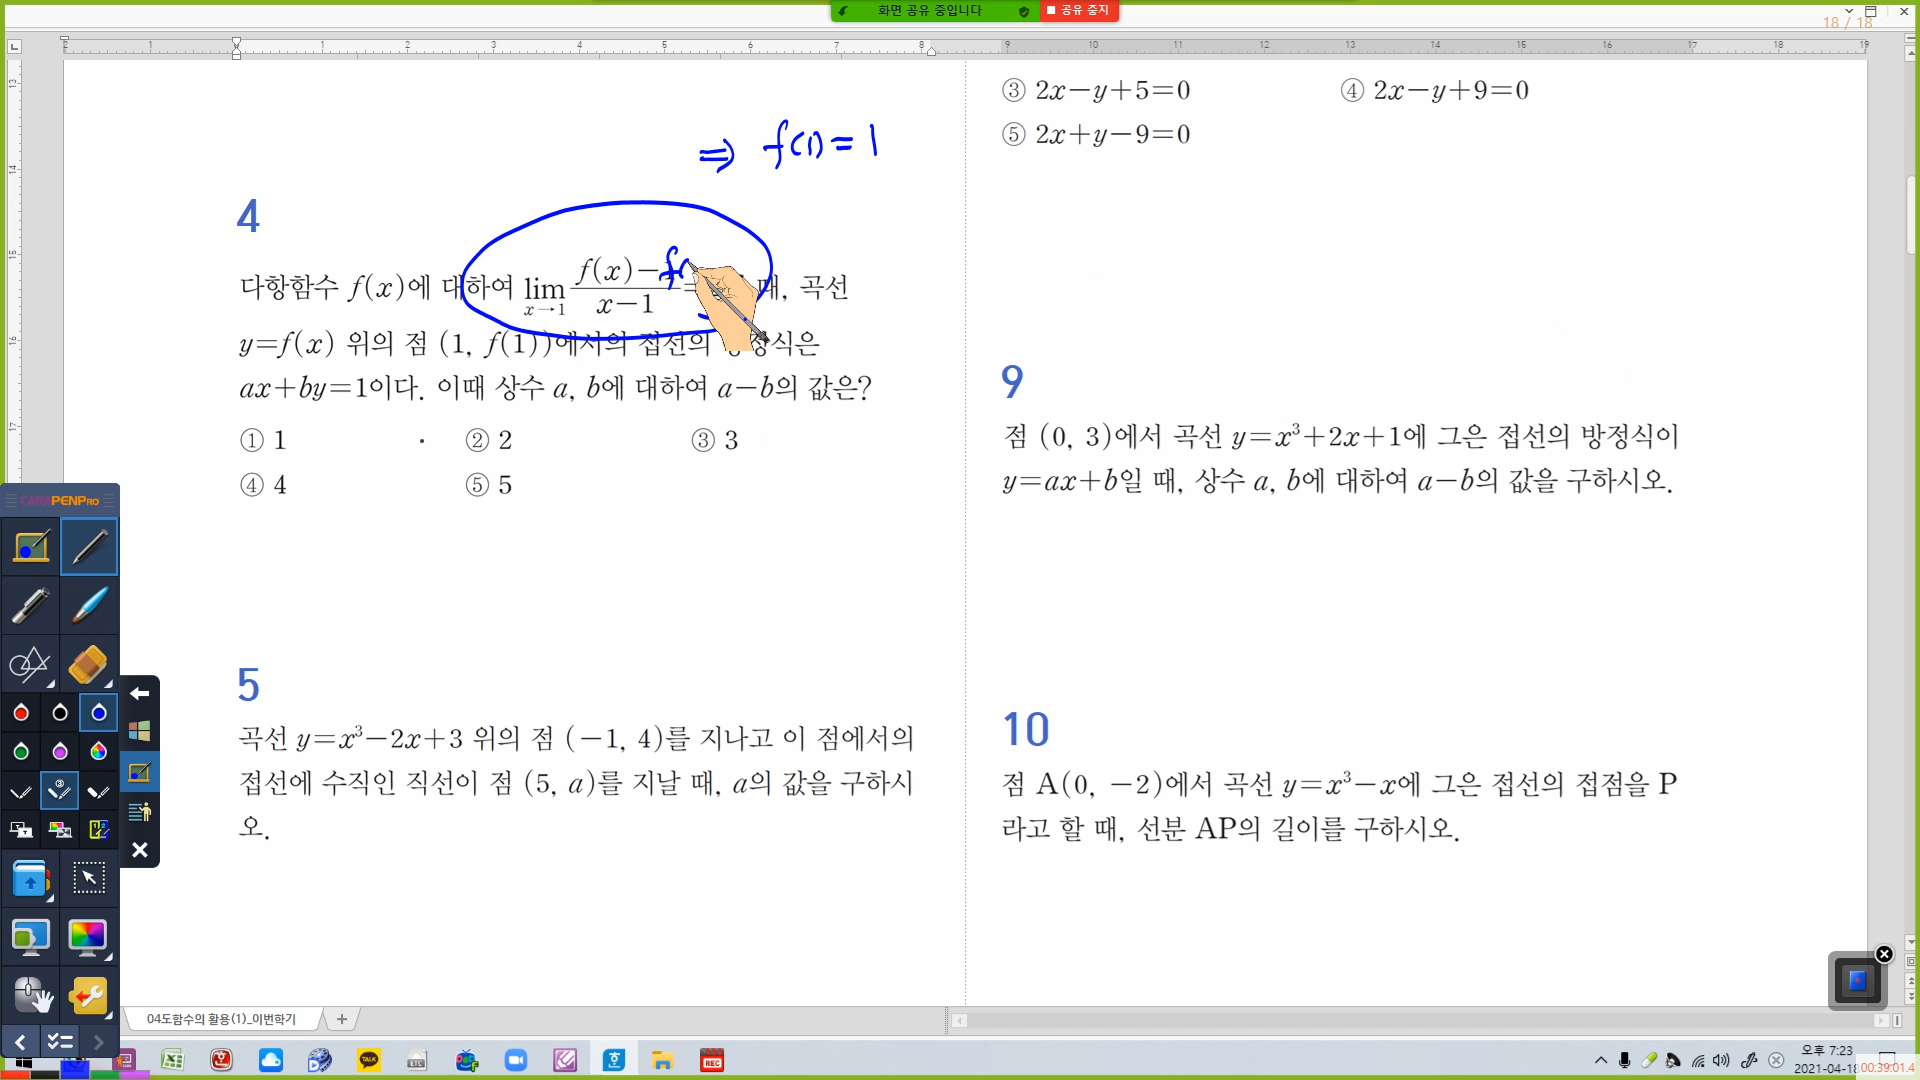 화면 공유 중입니다
공유 중지
18 / 18
⇒ f(1) = 1
4
다항함수 f(x)에 대하여 lim x→1 f(x)− f( / x−1 = 때, 곡선
y=f(x) 위의 점 (1, f(1))에서의 접선의 방정식은
ax+by=1이다. 이때 상수 a, b에 대하여 a−b의 값은?
① 1 ② 2 ③ 3
④ 4 ⑤ 5
5
곡선 y=x³−2x+3 위의 점 (−1, 4)를 지나고 이 점에서의
접선에 수직인 직선이 점 (5, a)를 지날 때, a의 값을 구하시
오.
③ 2x−y+5=0 ④ 2x−y+9=0
⑤ 2x+y−9=0
9
점 (0, 3)에서 곡선 y=x³+2x+1에 그은 접선의 방정식이
y=ax+b일 때, 상수 a, b에 대하여 a−b의 값을 구하시오.
10
점 A(0, −2)에서 곡선 y=x³−x에 그은 접선의 접점을 P
라고 할 때, 선분 AP의 길이를 구하시오.
CARAPENPRO
04도함수의 활용(1)_이번학기
TALK
ETC
REC
오후 7:23
2021-04-18
00:39:01.4